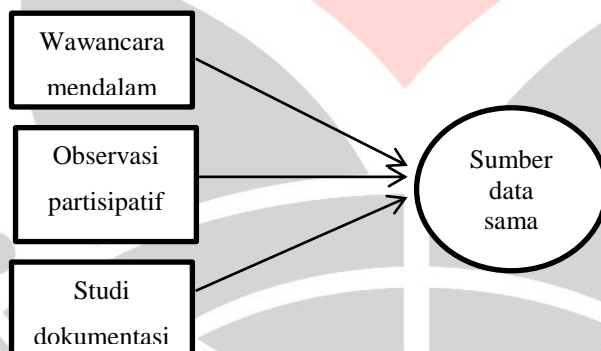 Wawancara
mendalam
Observasi
partisipatif
Studi
dokumentasi
Sumber
data
sama